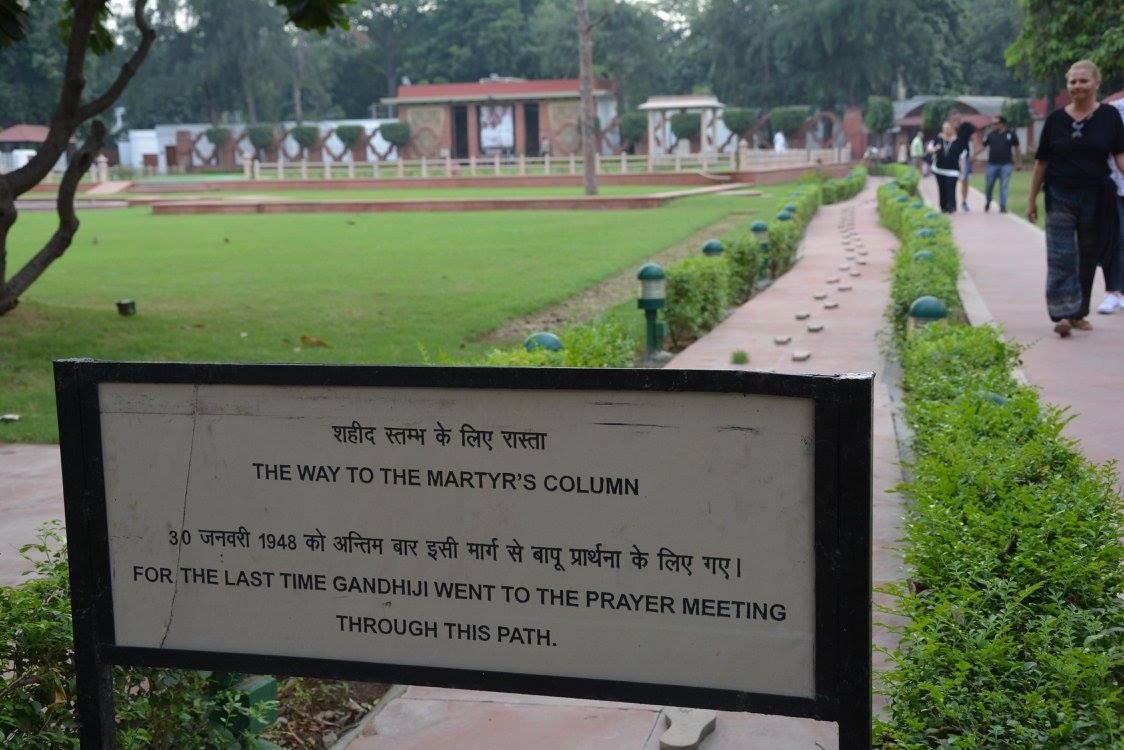 शहीद स्तम्भ के लिए रास्ता
THE WAY TO THE MARTYR'S COLUMN
30 जनवरी 1948 को अन्तिम बार इसी मार्ग से बापू प्रार्थना के लिए गए।
FOR THE LAST TIME GANDHIJI WENT TO THE PRAYER MEETING
THROUGH THIS PATH.